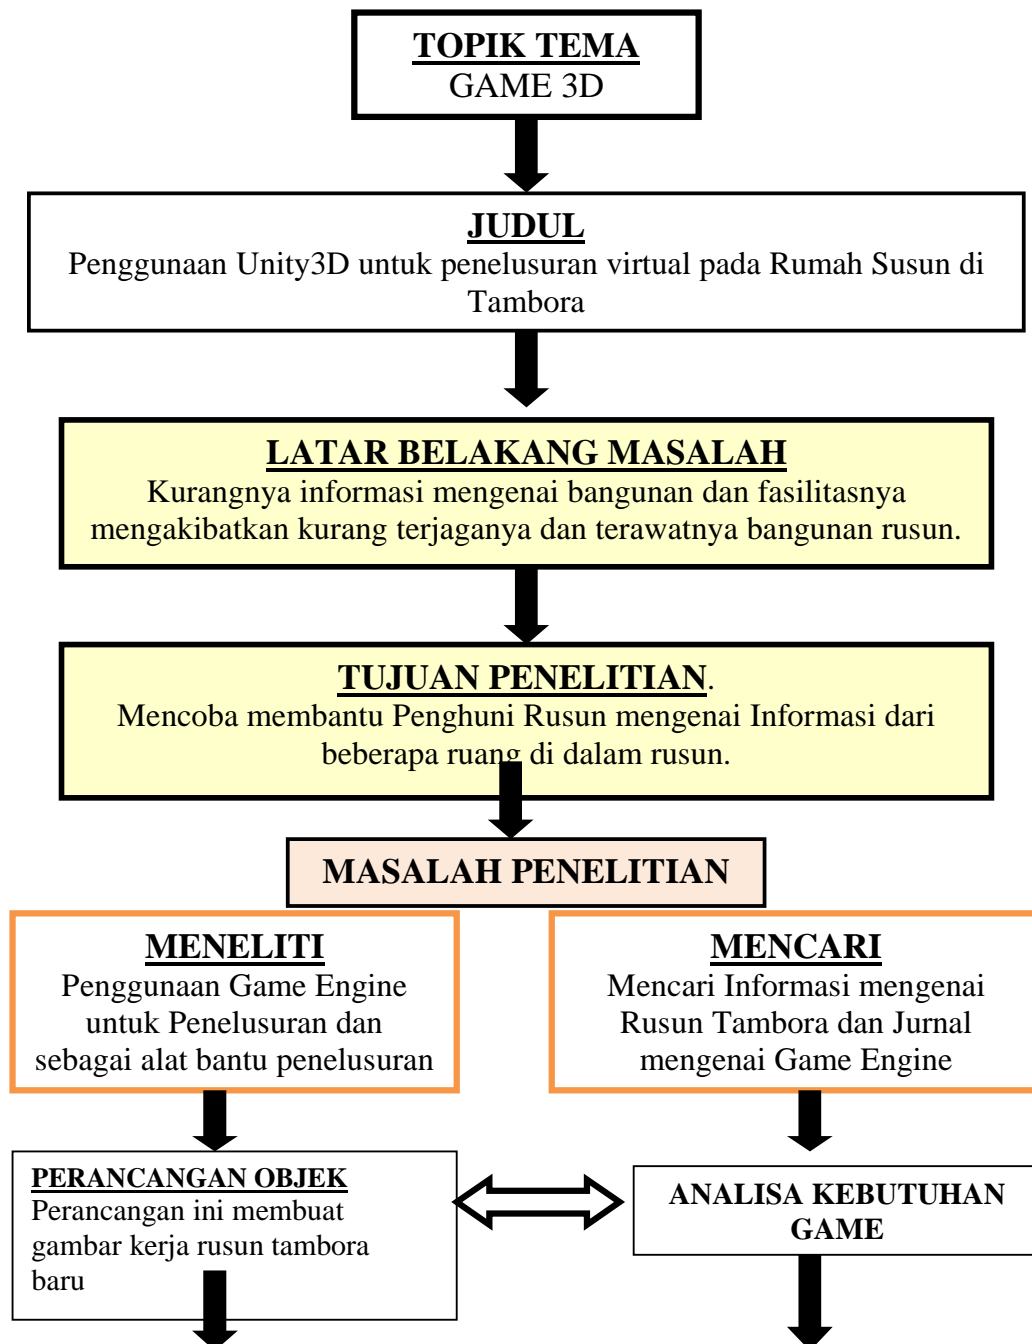 TOPIK TEMA
GAME 3D
JUDUL
Penggunaan Unity3D untuk penelusuran virtual pada Rumah Susun di
Tambora
LATAR BELAKANG MASALAH
Kurangnya informasi mengenai bangunan dan fasilitasnya
mengakibatkan kurang terjaganya dan terawatnya bangunan rusun.
TUJUAN PENELITIAN.
Mencoba membantu Penghuni Rusun mengenai Informasi dari
beberapa ruang di dalam rusun.
MASALAH PENELITIAN
MENELITI
Penggunaan Game Engine
untuk Penelusuran dan
sebagai alat bantu penelusuran
MENCARI
Mencari Informasi mengenai
Rusun Tambora dan Jurnal
mengenai Game Engine
PERANCANGAN OBJEK
Perancangan ini membuat
gambar kerja rusun tambora
baru
ANALISA KEBUTUHAN
GAME